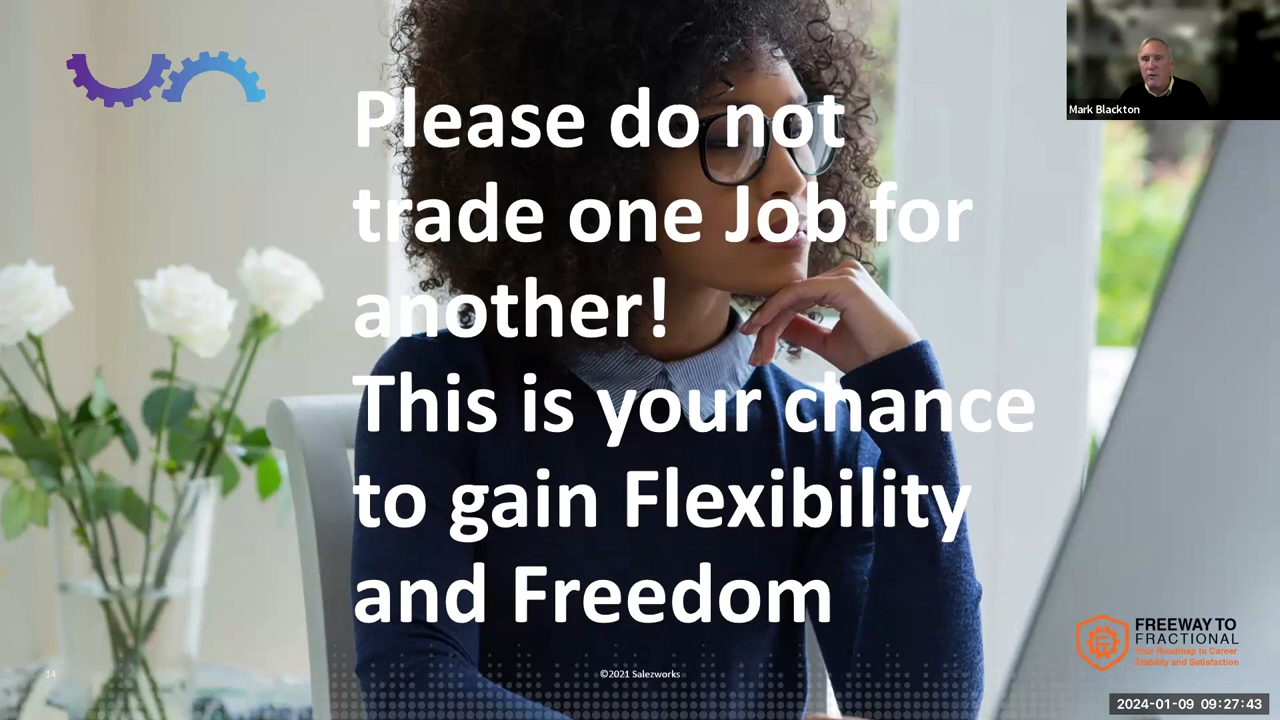 Mark Blackton
Please do not
trade one Job for
another!
This is your chance
to gain Flexibility
and Freedom
FREEWAY TO
FRACTIONAL
Your Roadmap to Career
Stability and Satisfaction
14
©2021 Salezworks
2024-01-09 09:27:43